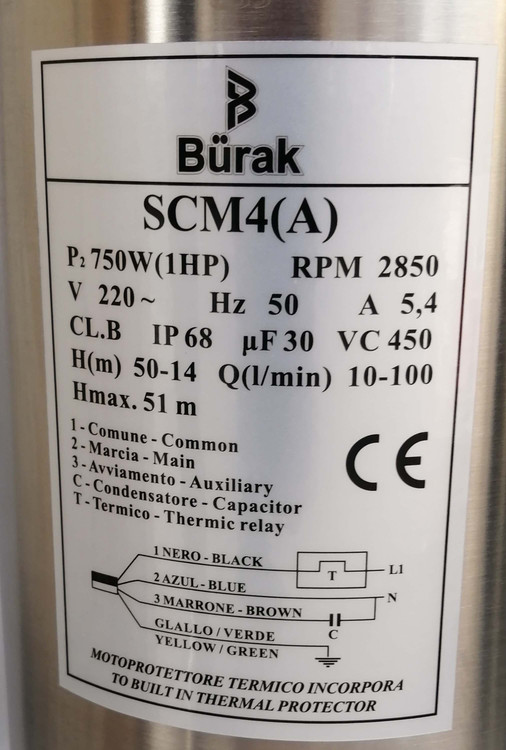 Bürak
SCM4(A)
P₂ 750W(1HP) RPM 2850
V 220~ Hz 50 A 5,4
CL.B IP 68 µF 30 VC 450
H(m) 50-14 Q(l/min) 10-100
Hmax. 51 m
1-Comune-Common
2-Marcia-Main
3-Avviamento-Auxiliary
C-Condensatore-Capacitor
T-Termico-Thermic relay
CE
1 NERO-BLACK T L1
2 AZUL-BLUE N
3 MARRONE-BROWN C
GLALLO/VERDE
YELLOW/GREEN
MOTOPROTETTORE TERMICO INCORPORA
TO BUILT IN THERMAL PROTECTOR